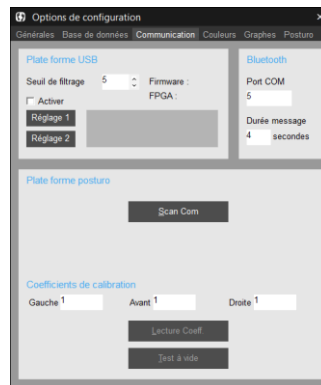 Options de configuration
Générales Base de données Communication Couleurs Graphes Posturo
Plate forme USB
Seuil de filtrage 5 Firmware :
FPGA :
Activer
Réglage 1
Réglage 2
Bluetooth
Port COM
5
Durée message
4 secondes
Plate forme posturo
Scan Com
Coefficients de calibration
Gauche 1 Avant 1 Droite 1
Lecture Coeff.
Test à vide